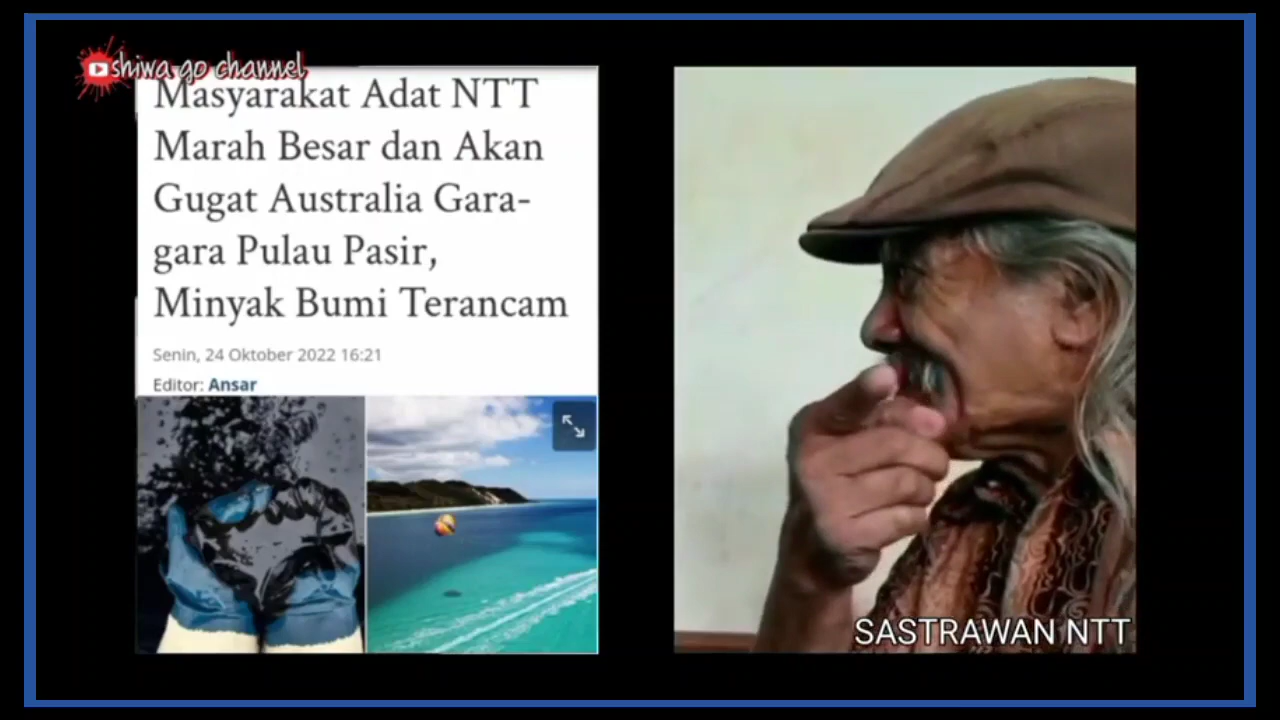 shiwa go channel
Masyarakat Adat NTT
Marah Besar dan Akan
Gugat Australia Gara-
gara Pulau Pasir,
Minyak Bumi Terancam
Senin, 24 Oktober 2022 16:21
Editor: Ansar
SASTRAWAN NTT